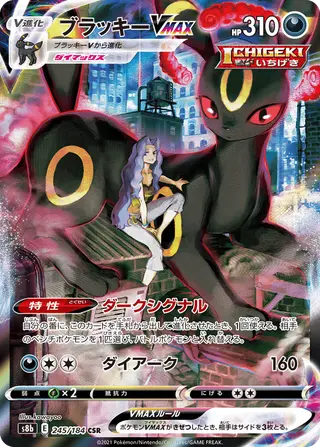 V進化
ブラッキーVMAX
HP310
ブラッキーVから進化
ダイマックス
ICHIGEKI
いちげき
特性
とくせい
ダークシグナル
自分の番に、このカードを手札から出して進化させたとき、1回使える。相手
のベンチポケモンを1匹選び、バトルポケモンと入れ替える。
ダイアーク 160
弱点 ×2 抵抗力 にげる
Illus. kawayoo
s8b E 245/184 CSR
VMAXルール
ポケモンVMAXがきぜつしたとき、相手はサイドを3枚とる。
©2021 Pokémon/Nintendo/Creatures/GAME FREAK.